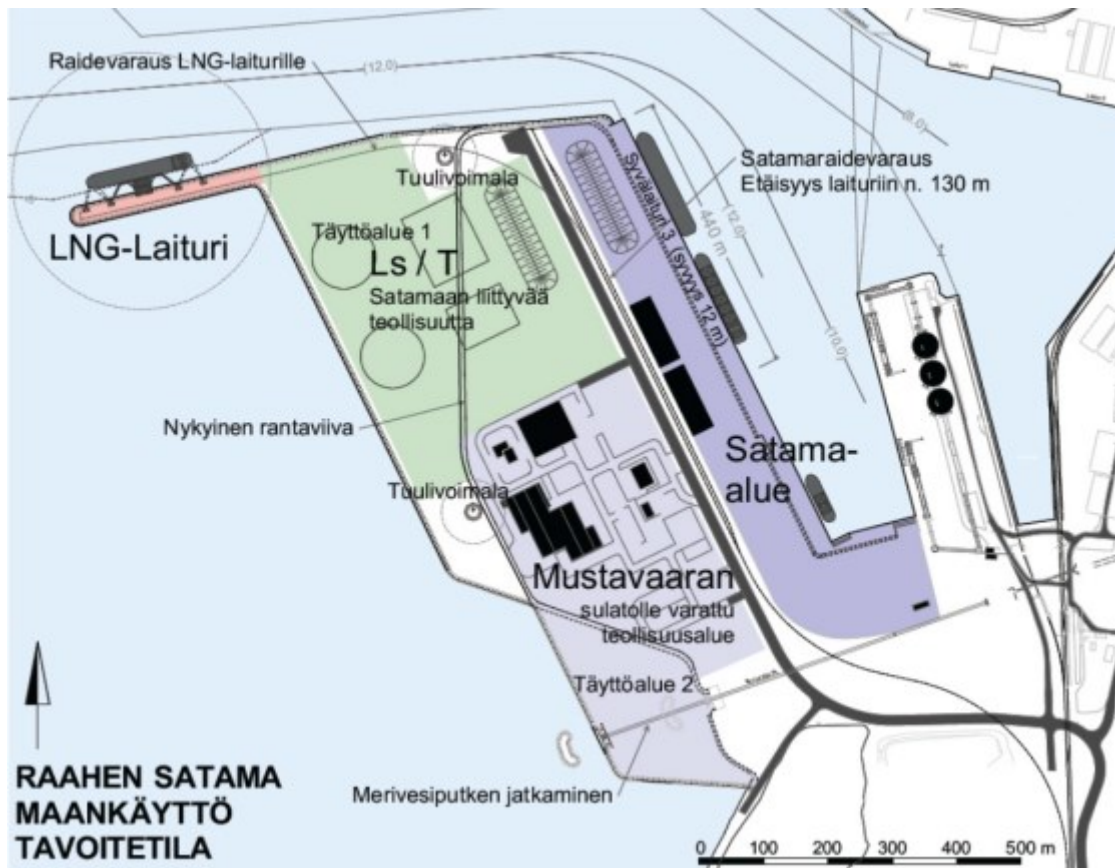 Raidevaraus LNG-laiturille
(12,0)
(8,0)
Satamaraidevaraus
Etäisyys laituriin n. 130 m
Tuulivoimala
Syvälaituri 3 (syvyys 12 m)
440 m
(12,0)
LNG-Laituri
Täyttöalue 1
Ls / T
Satamaan liittyvää
teollisuutta
(10,0)
Nykyinen rantaviiva
Satama-
alue
Tuulivoimala
Mustavaaran
sulatolle varattu
teollisuusalue
Täyttöalue 2
Merivesiputken jatkaminen
RAAHEN SATAMA
MAANKÄYTTÖ
TAVOITETILA
0 100 200 300 400 500 m